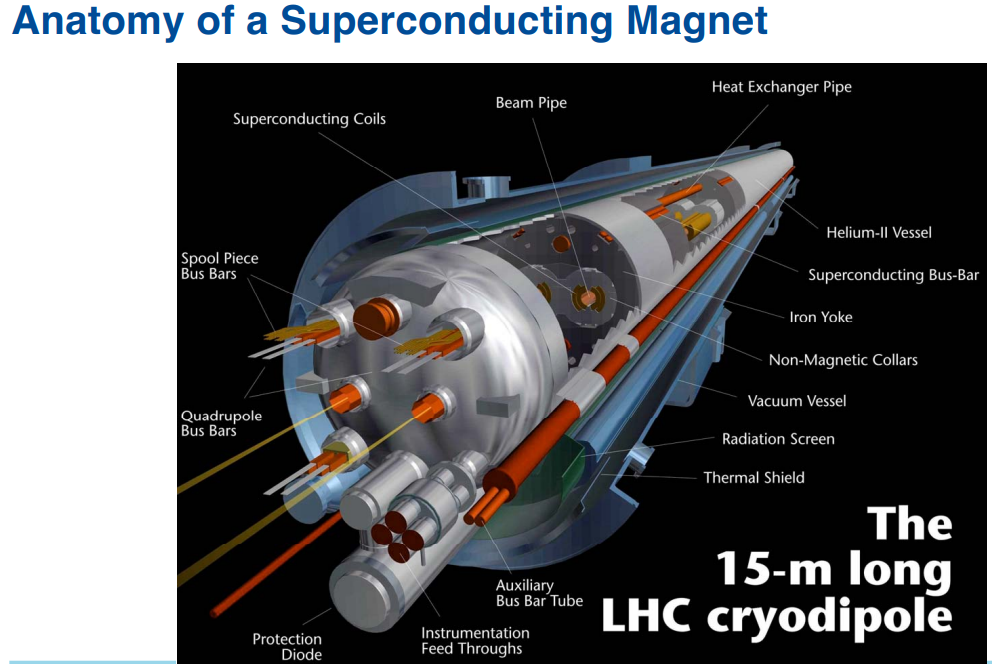 Anatomy of a Superconducting Magnet
Heat Exchanger Pipe
Beam Pipe
Superconducting Coils
Helium-II Vessel
Spool Piece
Bus Bars
Superconducting Bus-Bar
Iron Yoke
Non-Magnetic Collars
Vacuum Vessel
Quadrupole
Bus Bars
Radiation Screen
Thermal Shield
The
15-m long
LHC cryodipole
Auxiliary
Bus Bar Tube
Instrumentation
Feed Throughs
Protection
Diode